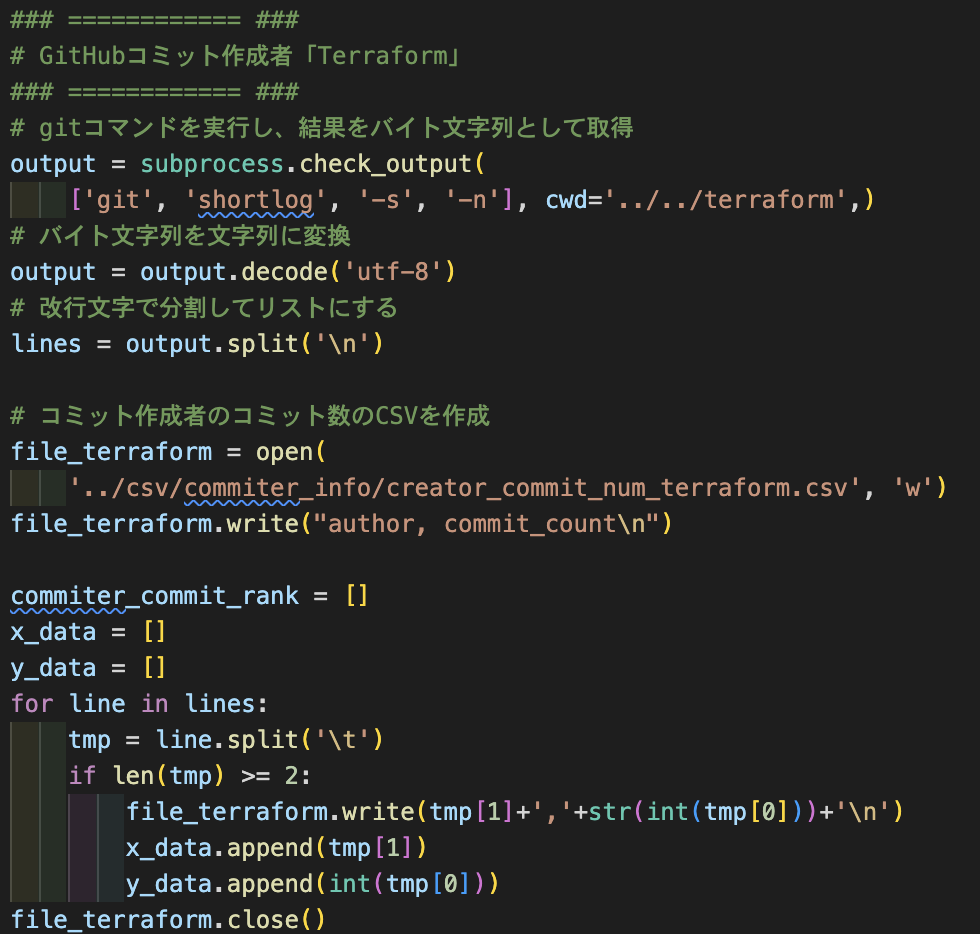 ### ============ ###
# GitHubコミット作成者「Terraform」
### ============ ###
# gitコマンドを実行し、結果をバイト文字列として取得
output = subprocess.check_output(
    ['git', 'shortlog', '-s', '-n'], cwd='../../terraform',)
# バイト文字列を文字列に変換
output = output.decode('utf-8')
# 改行文字で分割してリストにする
lines = output.split('\n')

# コミット作成者のコミット数のCSVを作成
file_terraform = open(
    '../csv/commiter_info/creator_commit_num_terraform.csv', 'w')
file_terraform.write("author, commit_count\n")

commiter_commit_rank = []
x_data = []
y_data = []
for line in lines:
    tmp = line.split('\t')
    if len(tmp) >= 2:
        file_terraform.write(tmp[1]+','+str(int(tmp[0]))+'\n')
        x_data.append(tmp[1])
        y_data.append(int(tmp[0]))
file_terraform.close()